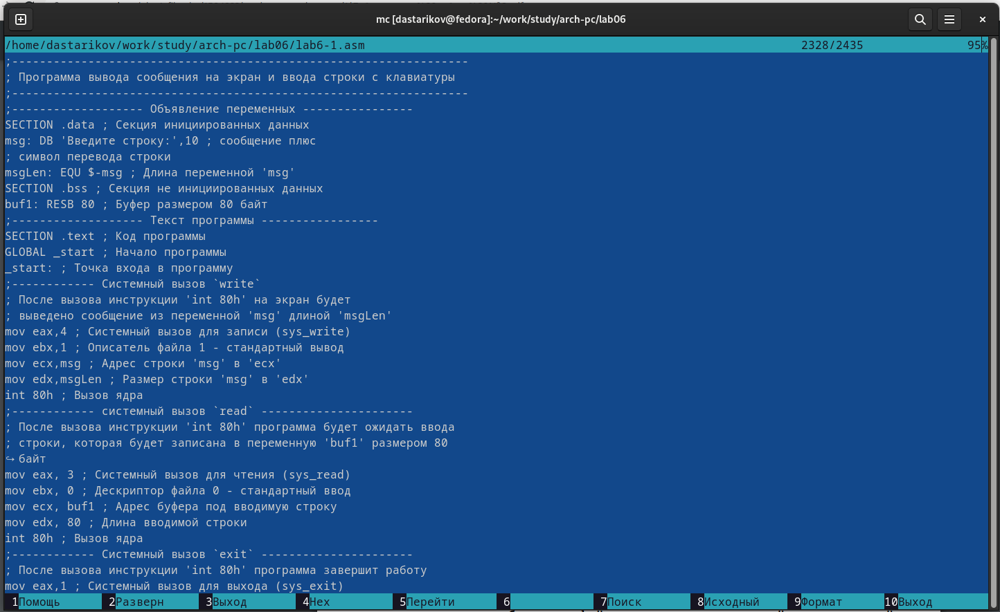 mc [dastarikov@fedora]:~/work/study/arch-pc/lab06
/home/dastarikov/work/study/arch-pc/lab06/lab6-1.asm 2328/2435 95%
;------------------------------------------------------------------
; Программа вывода сообщения на экран и ввода строки с клавиатуры
;------------------------------------------------------------------
;------------------- Объявление переменных ----------------
SECTION .data ; Секция инициированных данных
msg: DB 'Введите строку:',10 ; сообщение плюс
; символ перевода строки
msgLen: EQU $-msg ; Длина переменной 'msg'
SECTION .bss ; Секция не инициированных данных
buf1: RESB 80 ; Буфер размером 80 байт
;------------------- Текст программы -----------------
SECTION .text ; Код программы
GLOBAL _start ; Начало программы
_start: ; Точка входа в программу
;------------ Системный вызов `write`
; После вызова инструкции 'int 80h' на экран будет
; выведено сообщение из переменной 'msg' длиной 'msgLen'
mov eax,4 ; Системный вызов для записи (sys_write)
mov ebx,1 ; Описатель файла 1 - стандартный вывод
mov ecx,msg ; Адрес строки 'msg' в 'ecx'
mov edx,msgLen ; Размер строки 'msg' в 'edx'
int 80h ; Вызов ядра
;------------ системный вызов `read` ----------------------
; После вызова инструкции 'int 80h' программа будет ожидать ввода
; строки, которая будет записана в переменную 'buf1' размером 80
↪ байт
mov eax, 3 ; Системный вызов для чтения (sys_read)
mov ebx, 0 ; Дескриптор файла 0 - стандартный ввод
mov ecx, buf1 ; Адрес буфера под вводимую строку
mov edx, 80 ; Длина вводимой строки
int 80h ; Вызов ядра
;------------ Системный вызов `exit` ----------------------
; После вызова инструкции 'int 80h' программа завершит работу
mov eax,1 ; Системный вызов для выхода (sys_exit)
1Помощь 2Разверн 3Выход 4Hex 5Перейти 6 7Поиск 8Исходный 9Формат 10Выход